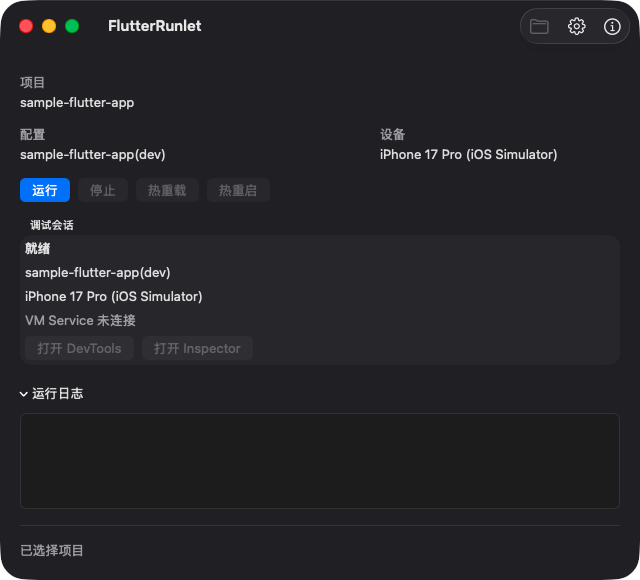 FlutterRunlet
项目
sample-flutter-app
配置
sample-flutter-app(dev)
设备
iPhone 17 Pro (iOS Simulator)
运行 停止 热重载 热重启
调试会话
就绪
sample-flutter-app(dev)
iPhone 17 Pro (iOS Simulator)
VM Service 未连接
打开 DevTools 打开 Inspector
运行日志
已选择项目